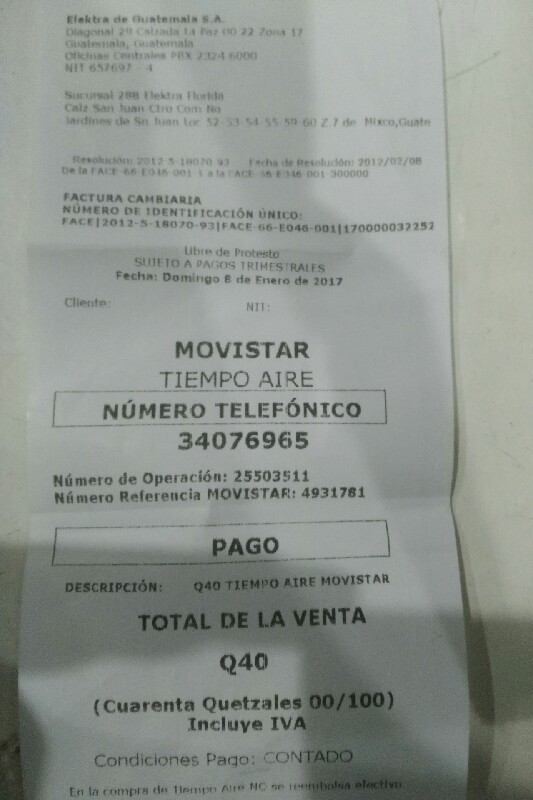 Elektra de Guatemala S.A.
Diagonal 29 Calzada La Paz 00 22 Zona 17
Guatemala, Guatemala
Oficinas Centrales PBX 2324 6000
NIT 657697 - 4
Sucursal 288 Elektra Florida
Calz San Juan Ctro Com No
Jardines de Sn Juan Loc 52-53-54-55-59-60 Z.7 de Mixco,Guate
Resolución: 2012-5-18070-93 Fecha de Resolución: 2012/02/08
De la FACE-66-E046-001 1 a la FACE-66-E046-001-300000
FACTURA CAMBIARIA
NÚMERO DE IDENTIFICACIÓN ÚNICO:
FACE|2012-5-18070-93|FACE-66-E046-001|170000032252
Libre de Protesto
SUJETO A PAGOS TRIMESTRALES
Fecha: Domingo 8 de Enero de 2017
Cliente: NIT:
MOVISTAR
TIEMPO AIRE
NÚMERO TELEFÓNICO
34076965
Número de Operación: 25503511
Número Referencia MOVISTAR: 4931781
PAGO
DESCRIPCIÓN: Q40 TIEMPO AIRE MOVISTAR
TOTAL DE LA VENTA
Q40
(Cuarenta Quetzales 00/100)
Incluye IVA
Condiciones Pago: CONTADO
En la compra de Tiempo Aire NO se reembolsa efectivo.